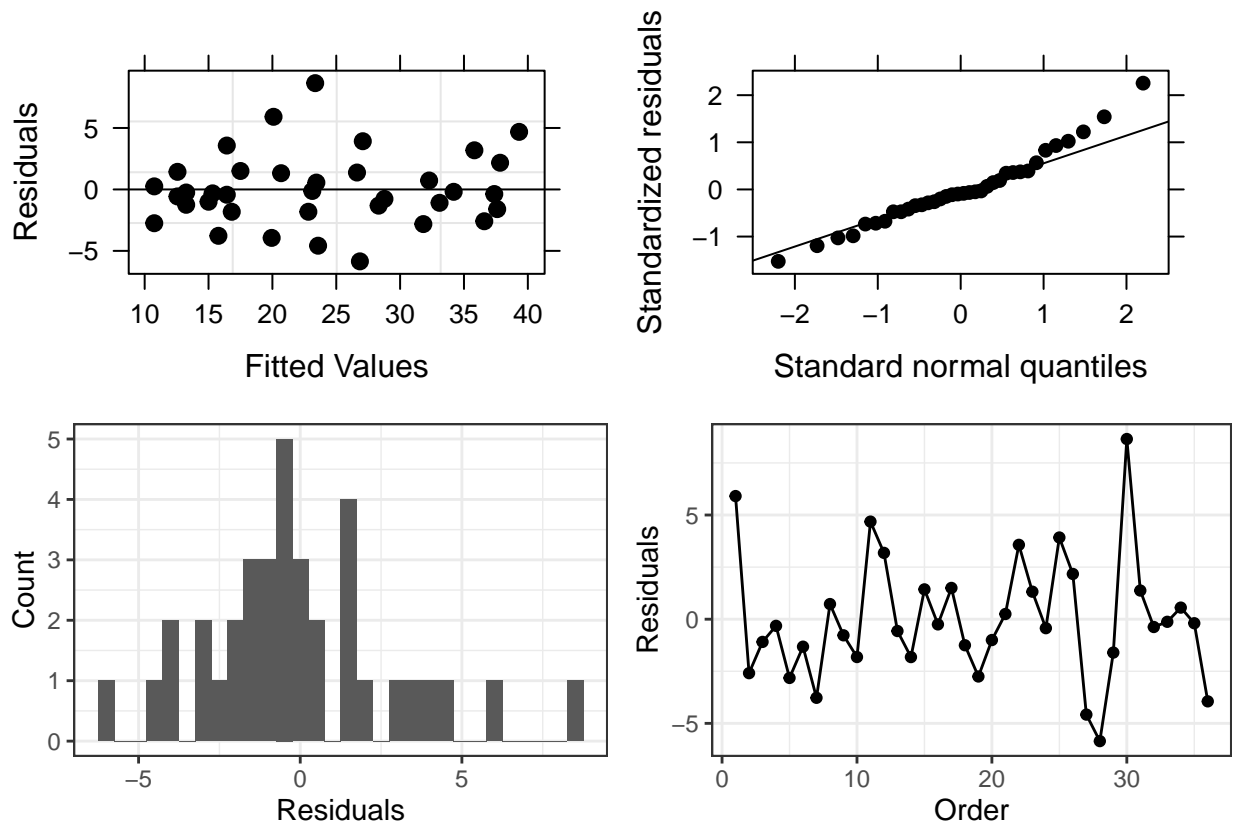 Residuals
5
0
−5
10 15 20 25 30 35 40
Fitted Values
Standardized residuals
2
1
0
−1
−2 −1 0 1 2
Standard normal quantiles
Count
5
4
3
2
1
0
−5 0 5
Residuals
Residuals
5
0
−5
0 10 20 30
Order